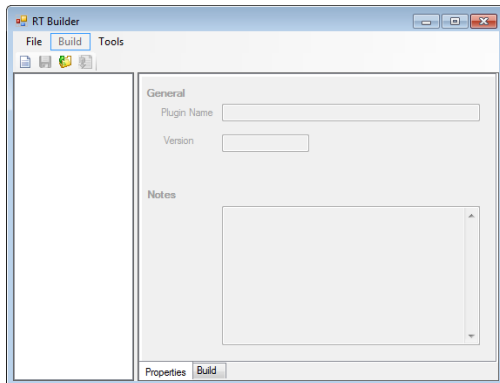 RT Builder
File Build Tools
General
Plugin Name
Version
Notes
Properties Build